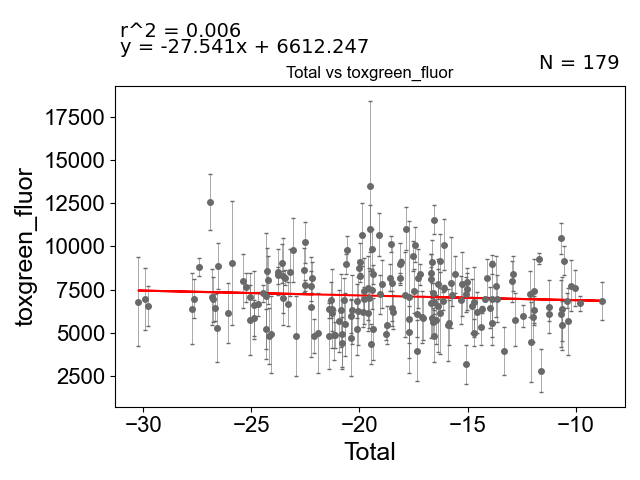 r^2 = 0.006
y = -27.541x + 6612.247
N = 179
Total vs toxgreen_fluor
17500
15000
12500
10000
7500
5000
2500
toxgreen_fluor
−30
−25
−20
−15
−10
Total